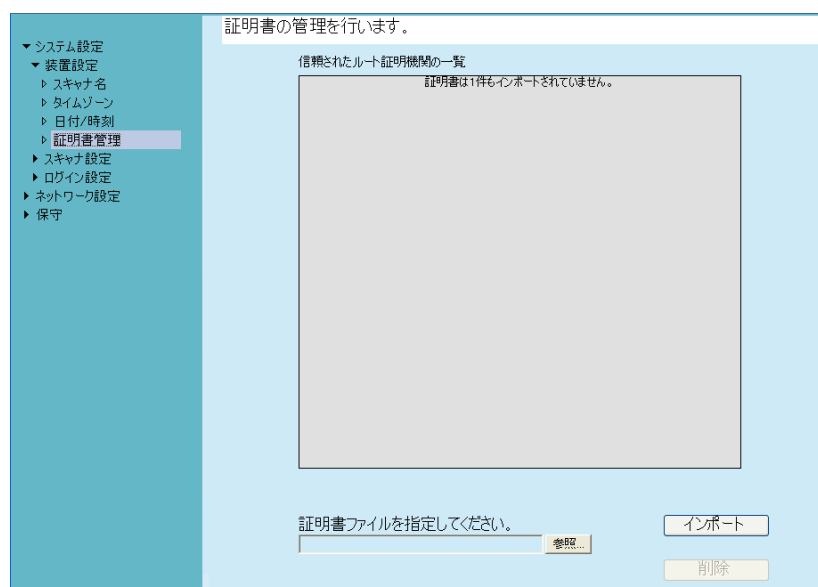 証明書の管理を行います。
システム設定
装置設定
スキャナ名
タイムゾーン
日付/時刻
証明書管理
スキャナ設定
ログイン設定
ネットワーク設定
保守
信頼されたルート証明機関の一覧
証明書は1件もインポートされていません。
証明書ファイルを指定してください。
参照...
インポート
削除